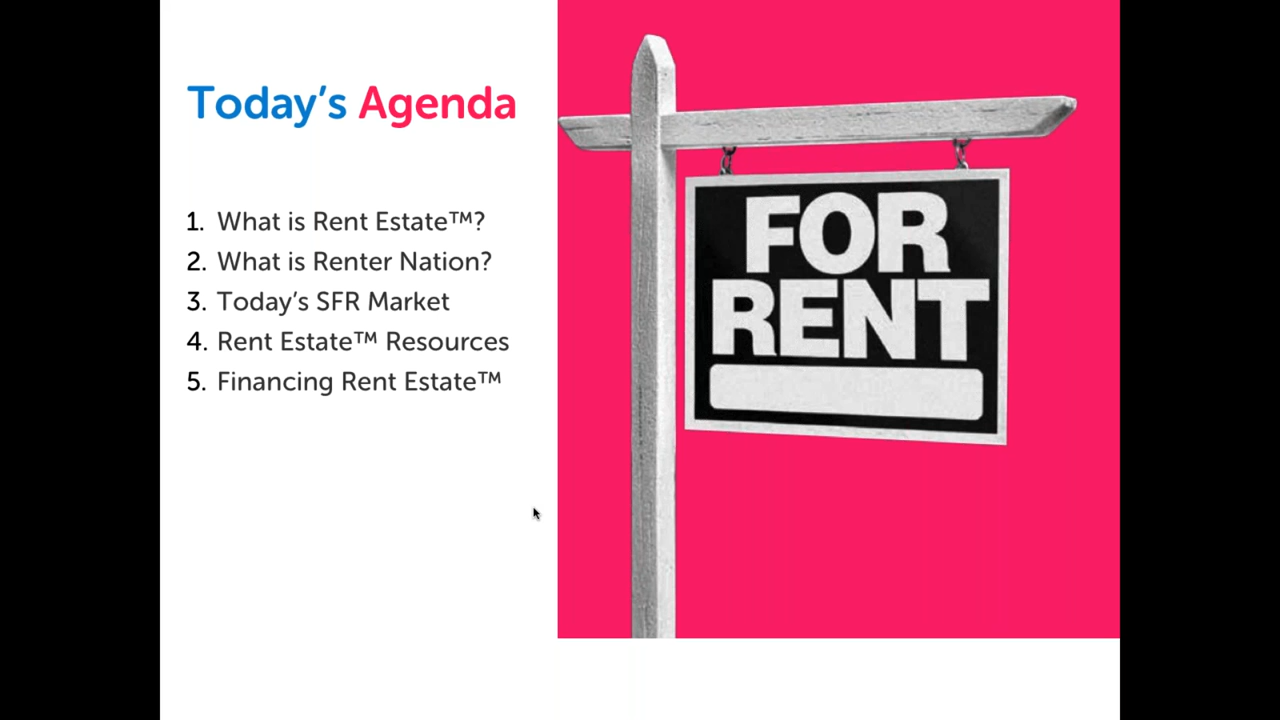 Today's Agenda
1. What is Rent Estate™?
2. What is Renter Nation?
3. Today's SFR Market
4. Rent Estate™ Resources
5. Financing Rent Estate™
FOR
RENT